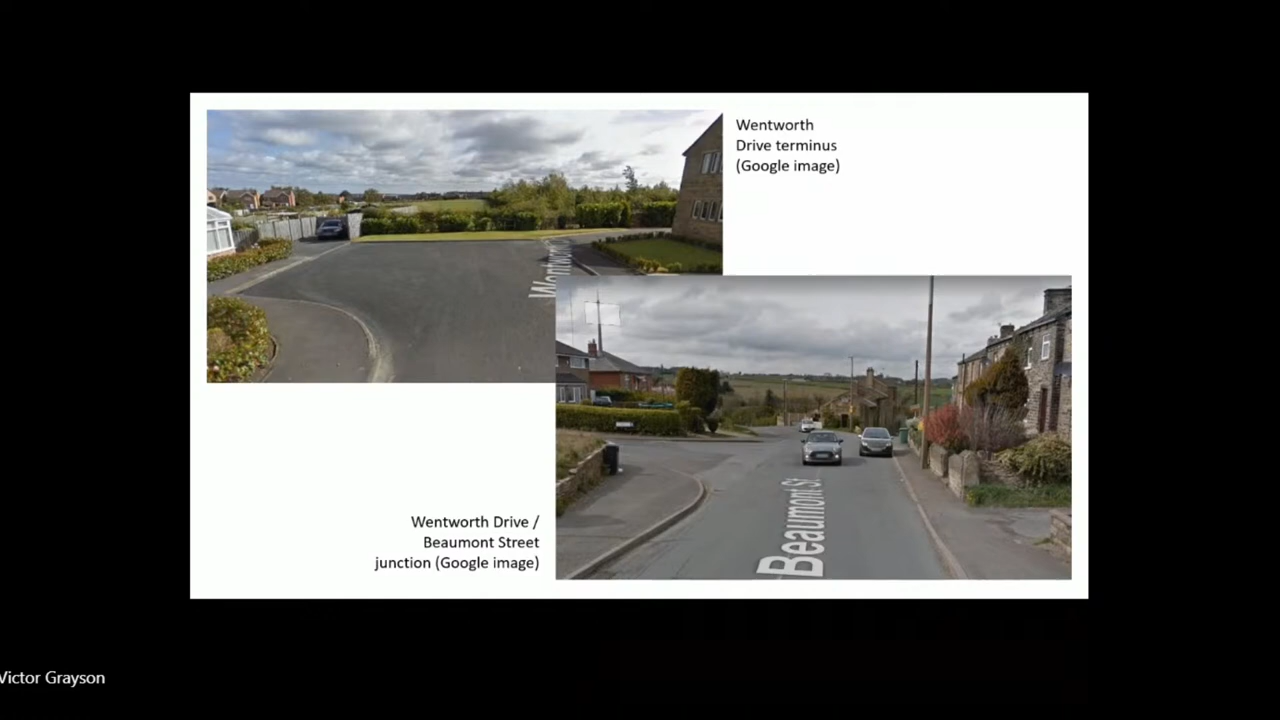 Wentworth
Drive terminus
(Google image)
Wentworth Drive /
Beaumont Street
junction (Google image)
Beaumont St
Victor Grayson